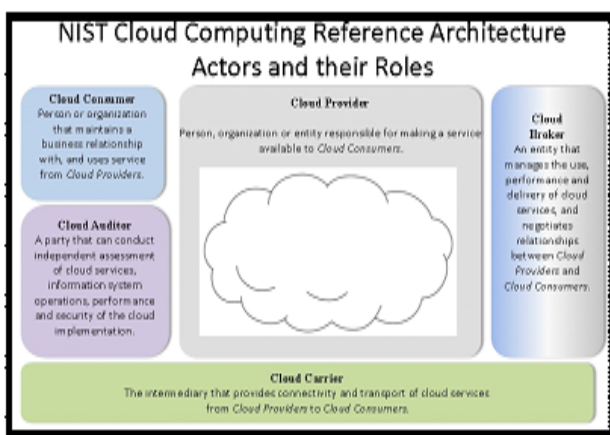 NIST Cloud Computing Reference Architecture
Actors and their Roles
Cloud Consumer
Person or organization
that maintains a
business relationship
with, and uses service
from Cloud Providers.
Cloud Auditor
A party that can conduct
independent assessment
of cloud services,
information system
operations, performance
and security of the cloud
implementation.
Cloud Provider
Person, organization or entity responsible for making a service
available to Cloud Consumers.
Cloud
Broker
An entity that
manages the use,
performance and
delivery of cloud
services, and
negotiates
relationships
between Cloud
Providers and
Cloud Consumers.
Cloud Carrier
The intermediary that provides connectivity and transport of cloud services
from Cloud Providers to Cloud Consumers.